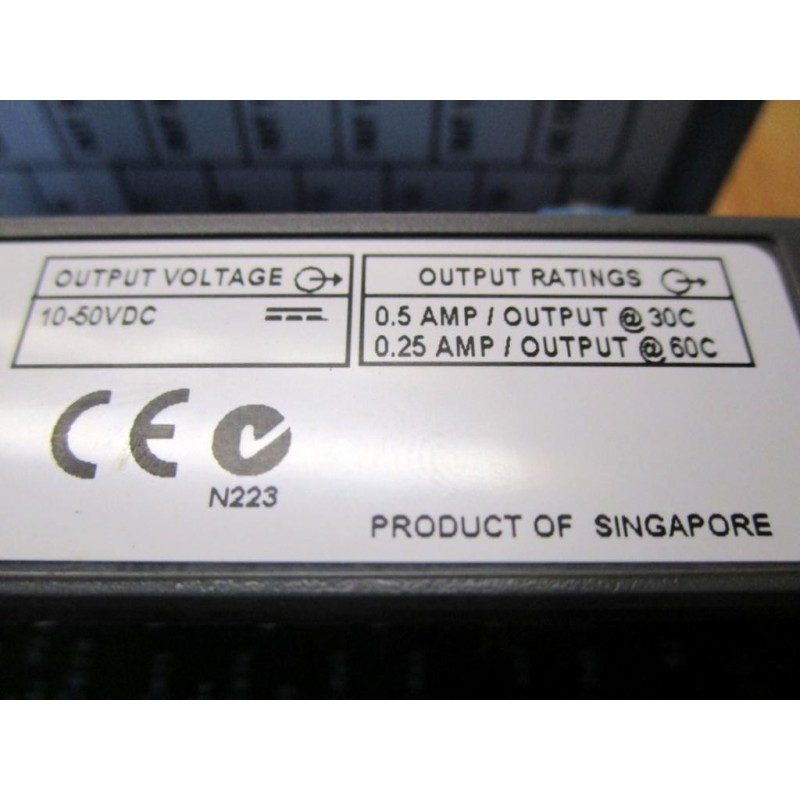 OUTPUT VOLTAGE
10-50VDC
OUTPUT RATINGS
0.5 AMP / OUTPUT @ 30C
0.25 AMP / OUTPUT @ 60C
CE
N223
PRODUCT OF SINGAPORE